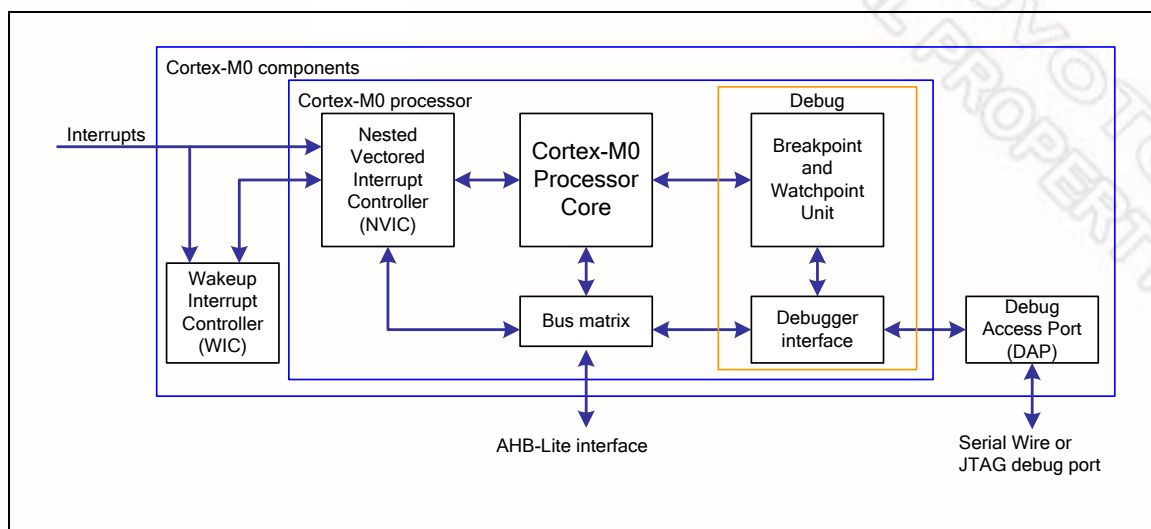 Cortex-M0 components
Cortex-M0 processor
Debug
Interrupts
Nested
Vectored
Interrupt
Controller
(NVIC)
Cortex-M0
Processor
Core
Breakpoint
and
Watchpoint
Unit
Wakeup
Interrupt
Controller
(WIC)
Bus matrix
Debugger
interface
Debug
Access Port
(DAP)
AHB-Lite interface
Serial Wire or
JTAG debug port